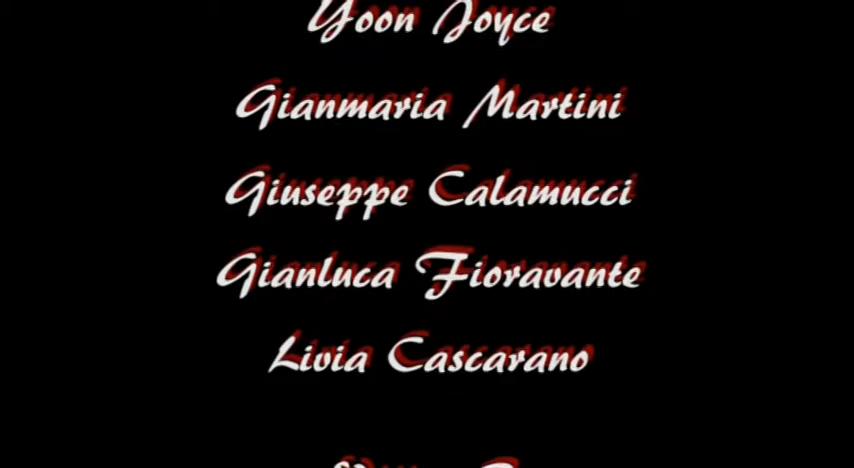 Yoon Joyce
Gianmaria Martini
Giuseppe Calamucci
Gianluca Fioravante
Livia Cascarano